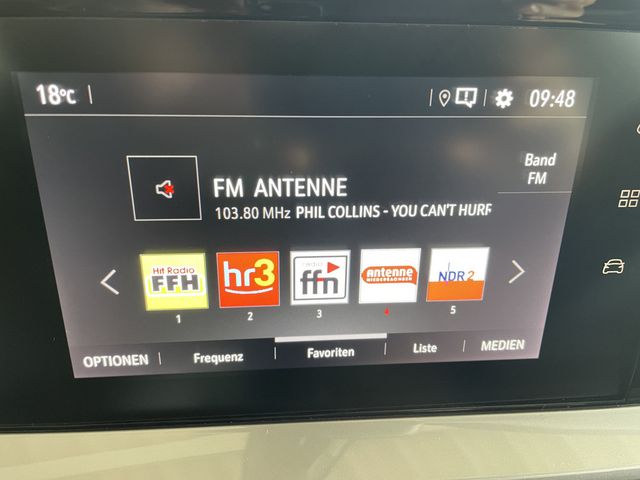 18°C
09:48
Band
FM
FM ANTENNE
103.80 MHz PHIL COLLINS - YOU CAN'T HURF
Hit Radio
FFH
hr3
radio
ffn
antenne
NIEDERSACHSEN
NDR 2
1 2 3 4 5
OPTIONEN Frequenz Favoriten Liste MEDIEN